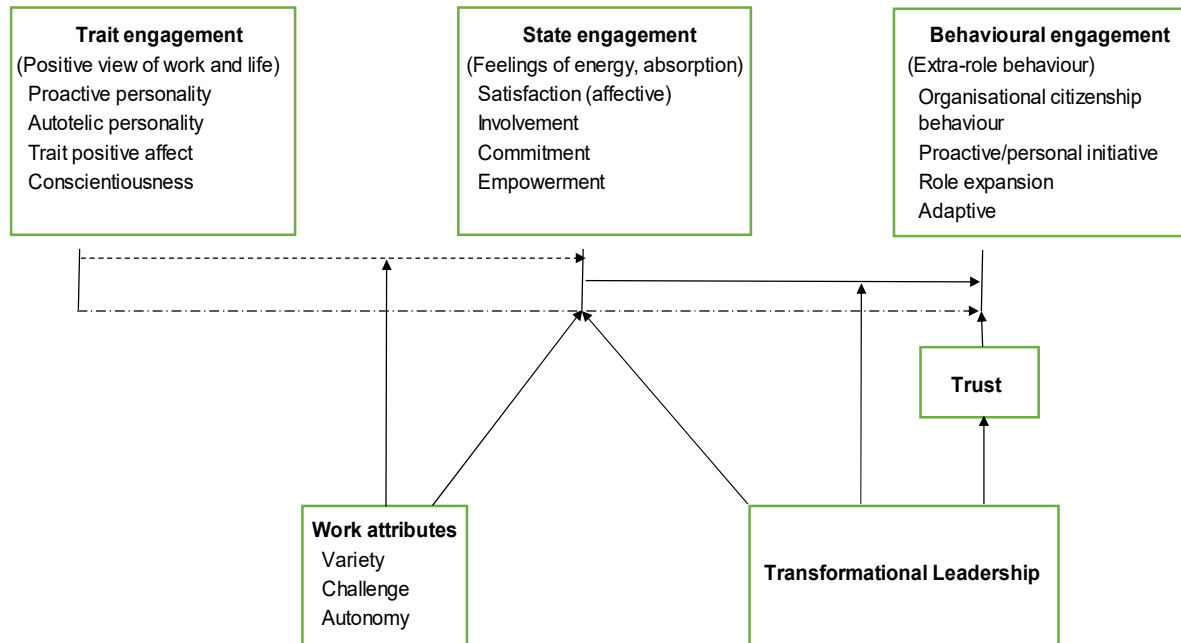 Trait engagement
(Positive view of work and life)
Proactive personality
Autotelic personality
Trait positive affect
Conscientiousness
State engagement
(Feelings of energy, absorption)
Satisfaction (affective)
Involvement
Commitment
Empowerment
Behavioural engagement
(Extra-role behaviour)
Organisational citizenship
behaviour
Proactive/personal initiative
Role expansion
Adaptive
Trust
Work attributes
Variety
Challenge
Autonomy
Transformational Leadership